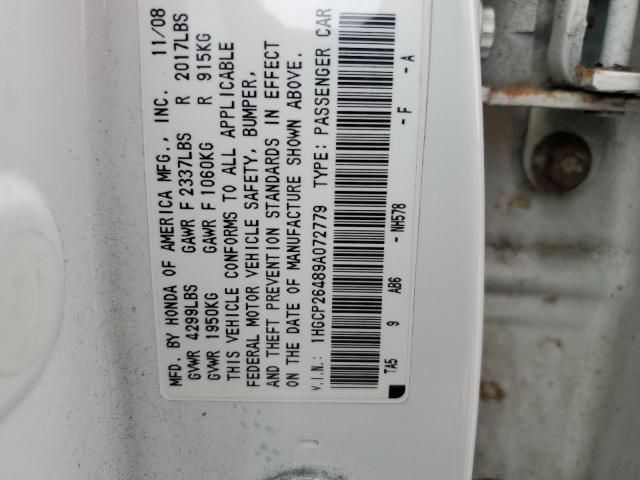 MFD. BY HONDA OF AMERICA MFG., INC. 11/08
GVWR 4299LBS GAWR F 2337LBS R 2017LBS
GVWR 1950KG GAWR F 1060KG R 915KG
THIS VEHICLE CONFORMS TO ALL APPLICABLE
FEDERAL MOTOR VEHICLE SAFETY, BUMPER,
AND THEFT PREVENTION STANDARDS IN EFFECT
ON THE DATE OF MANUFACTURE SHOWN ABOVE.
V.I.N.: 1HGCP26489A072779 TYPE: PASSENGER CAR
TA5 9 AB6 -NH578 -F -A